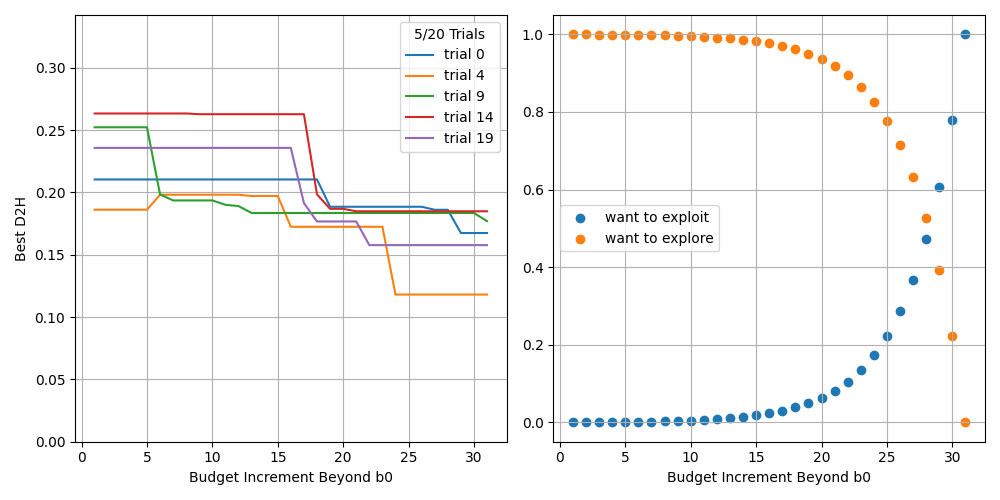 5/20 Trials
trial 0
trial 4
trial 9
trial 14
trial 19
Best D2H
0.30
0.25
0.20
0.15
0.10
0.05
0.00
0 5 10 15 20 25 30
Budget Increment Beyond b0
1.0
0.8
0.6
0.4
0.2
0.0
want to exploit
want to explore
0 5 10 15 20 25 30
Budget Increment Beyond b0